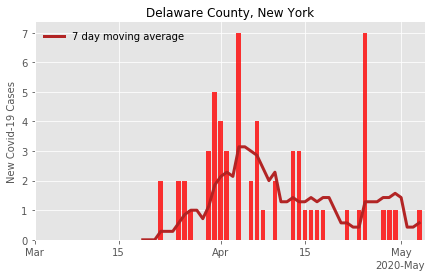 Delaware County, New York
7 day moving average
New Covid-19 Cases
7
6
5
4
3
2
1
0
Mar 15 Apr 15 May
2020-May